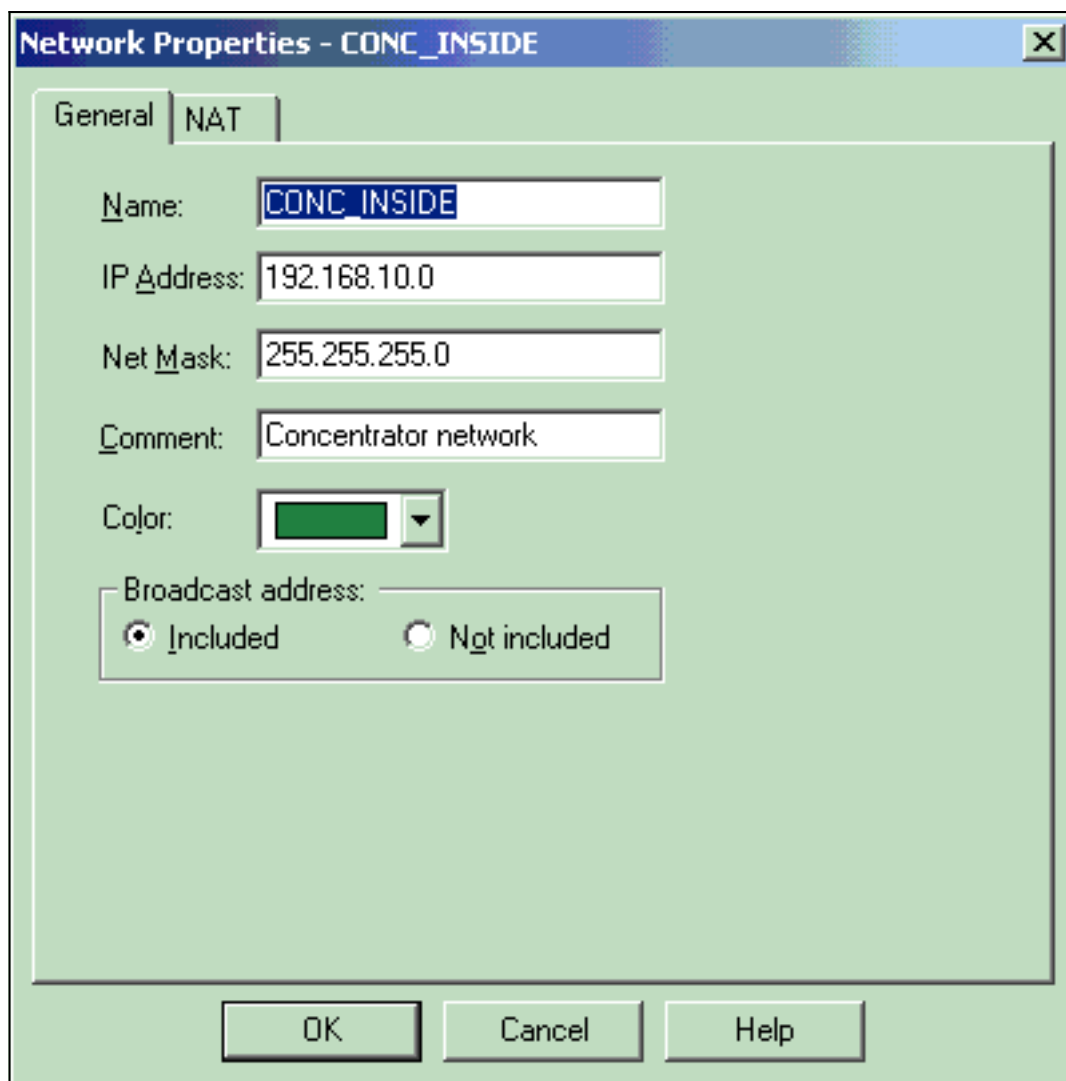 Network Properties - CONC_INSIDE
General NAT
Name: CONC_INSIDE
IP Address: 192.168.10.0
Net Mask: 255.255.255.0
Comment: Concentrator network
Color:
Broadcast address:
Included Not included
OK Cancel Help